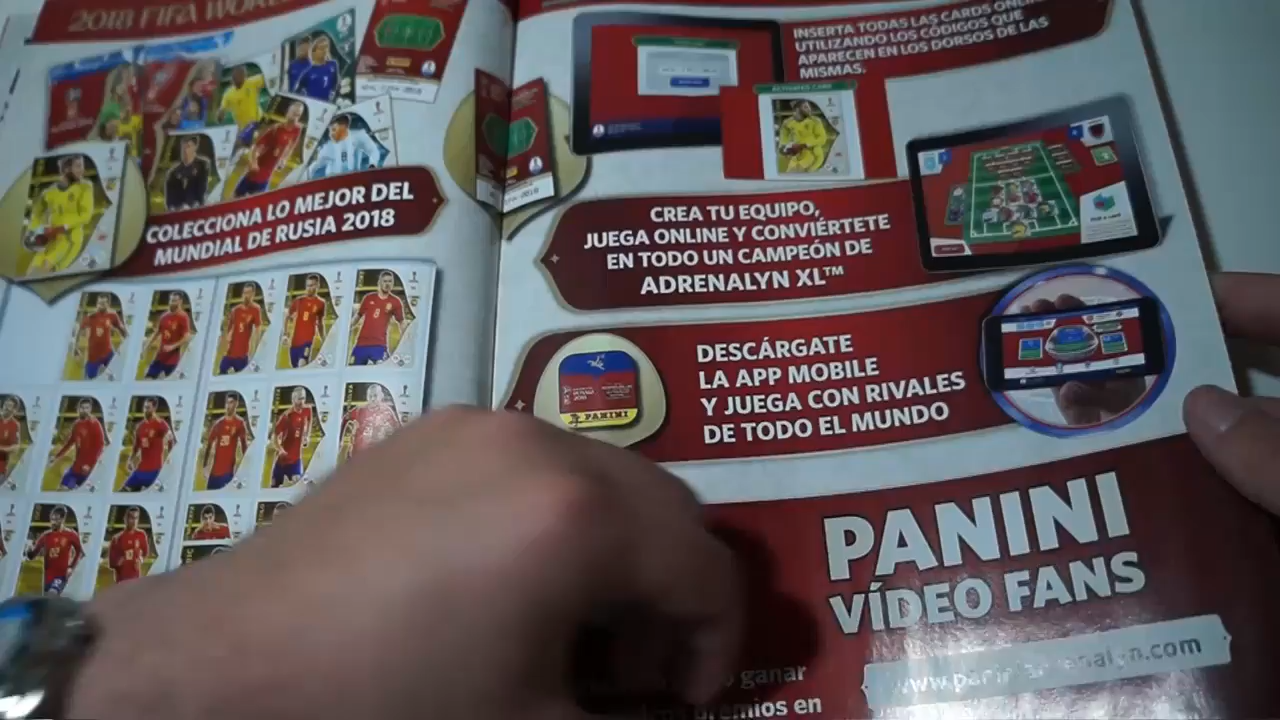 2018 FIFA WOR
COLECCIONA LO MEJOR DEL
MUNDIAL DE RUSIA 2018
INSERTA TODAS LAS CARDS ONLINE
UTILIZANDO LOS CÓDIGOS QUE
APARECEN EN LOS DORSOS DE LAS
MISMAS.
CREA TU EQUIPO,
JUEGA ONLINE Y CONVIÉRTETE
EN TODO UN CAMPEÓN DE
ADRENALYN XL™
DESCÁRGATE
LA APP MOBILE
Y JUEGA CON RIVALES
DE TODO EL MUNDO
PANINI
PANINI
VÍDEO FANS
ganar
premios en